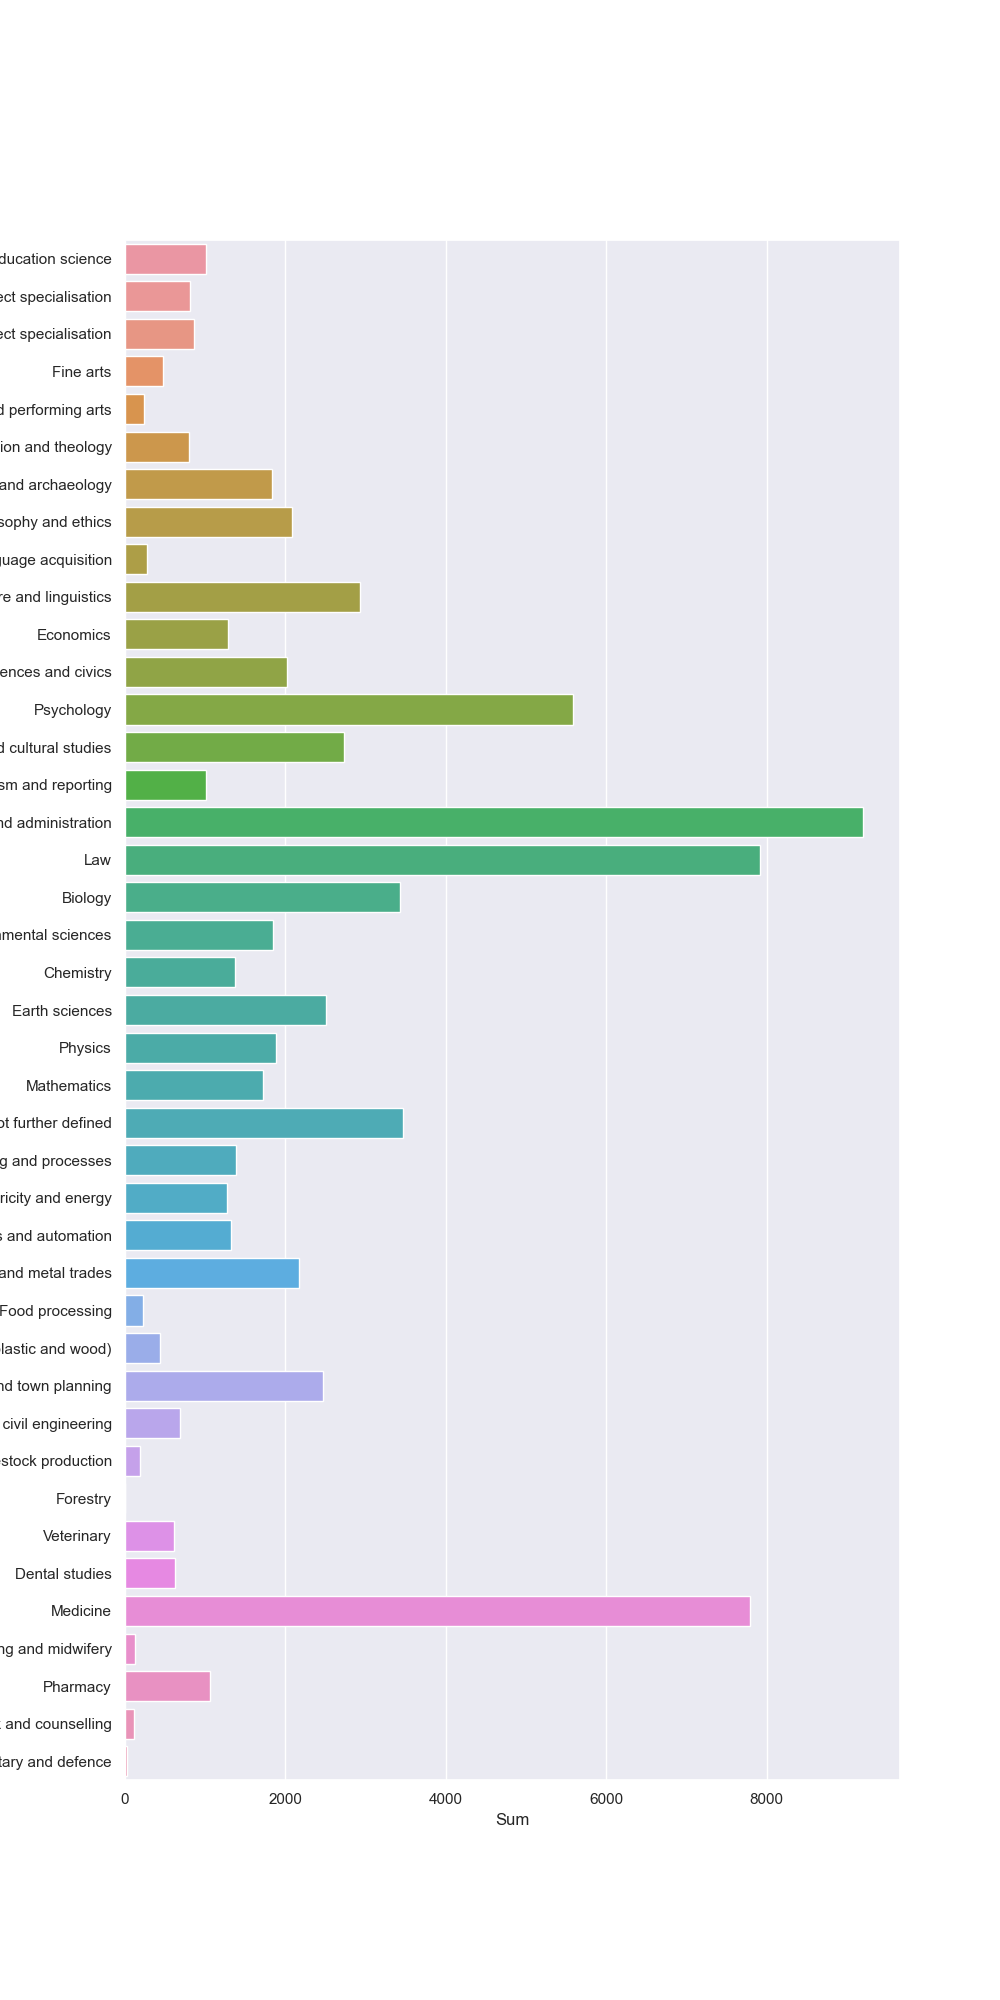 ducation science
ect specialisation
ect specialisation
Fine arts
d performing arts
ion and theology
and archaeology
sophy and ethics
guage acquisition
re and linguistics
Economics
ences and civics
Psychology
d cultural studies
sm and reporting
nd administration
Law
Biology
nmental sciences
Chemistry
Earth sciences
Physics
Mathematics
ot further defined
g and processes
ricity and energy
s and automation
and metal trades
Food processing
plastic and wood)
nd town planning
civil engineering
estock production
Forestry
Veterinary
Dental studies
Medicine
ng and midwifery
Pharmacy
k and counselling
tary and defence
0 2000 4000 6000 8000
Sum